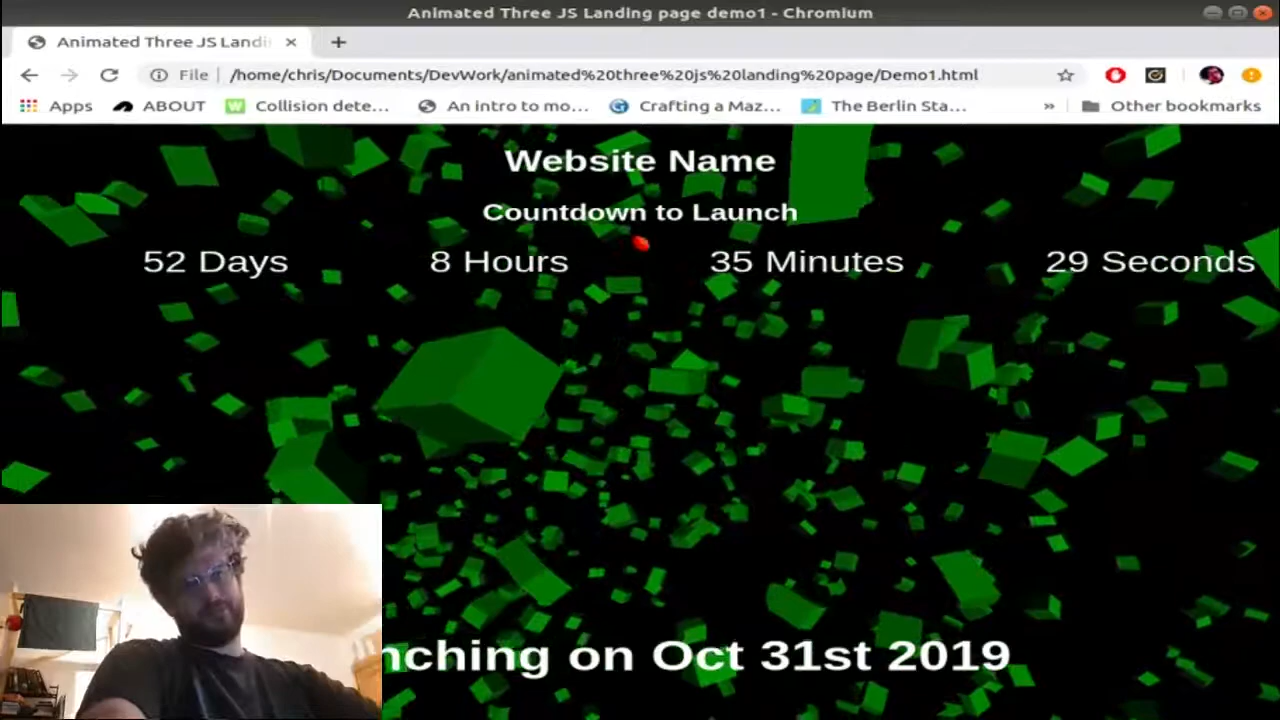 Animated Three JS Landing page demo1 - Chromium
Animated Three JS Landi
File
/home/chris/Documents/DevWork/animated%20three%20js%20landing%20page/Demo1.html
Apps
ABOUT
Collision dete...
An intro to mo...
Crafting a Maz...
The Berlin Sta...
»
Other bookmarks
Website Name
Countdown to Launch
52 Days
8 Hours
35 Minutes
29 Seconds
nching on Oct 31st 2019